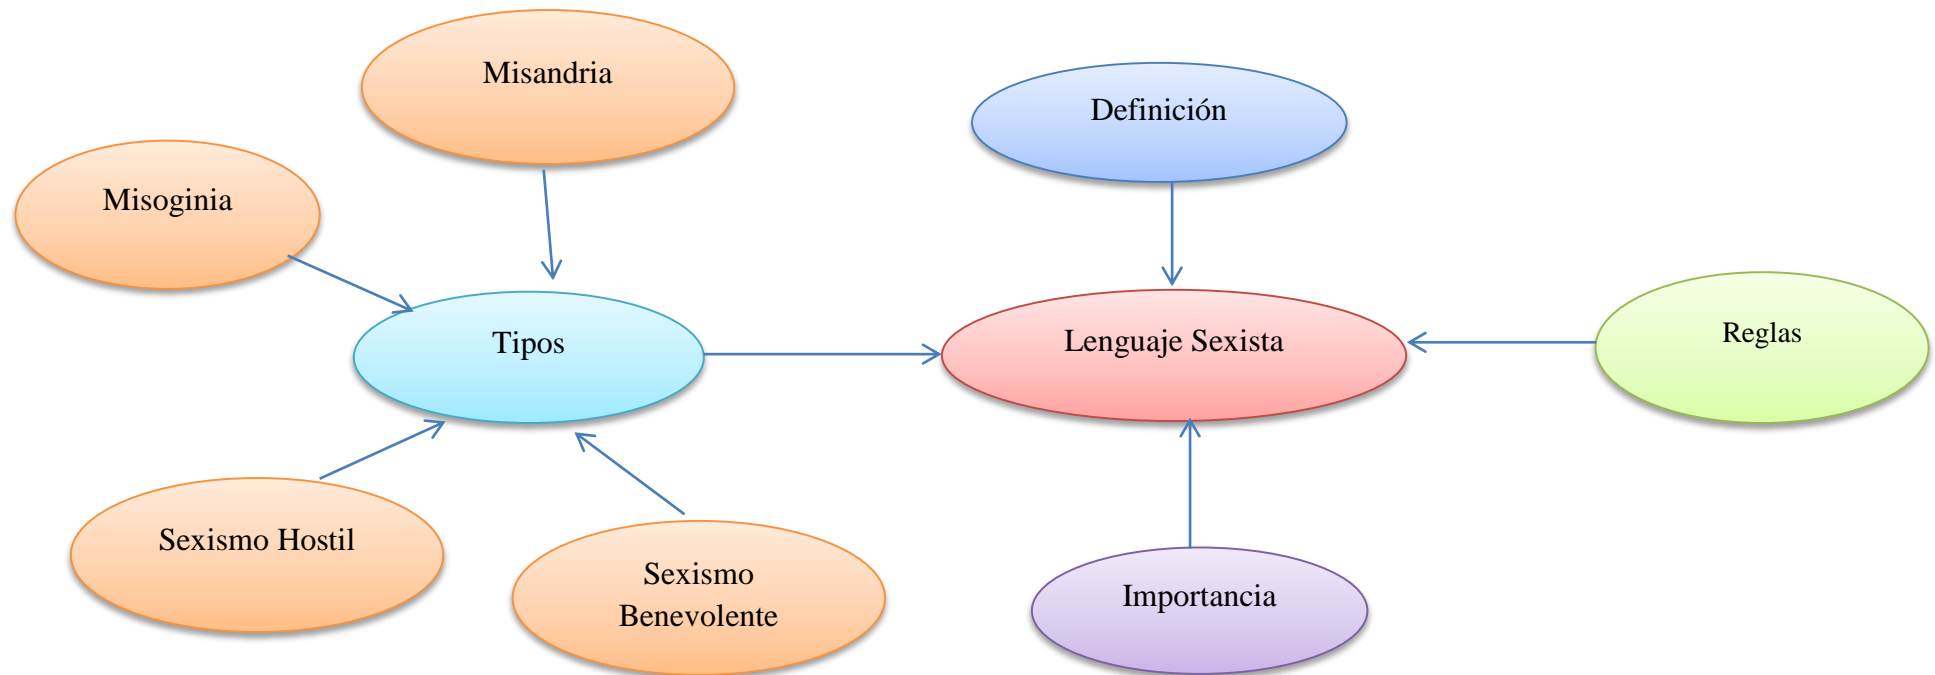 Misandria
Definición
Misoginia
Tipos
Lenguaje Sexista
Reglas
Sexismo Hostil
Sexismo
Benevolente
Importancia